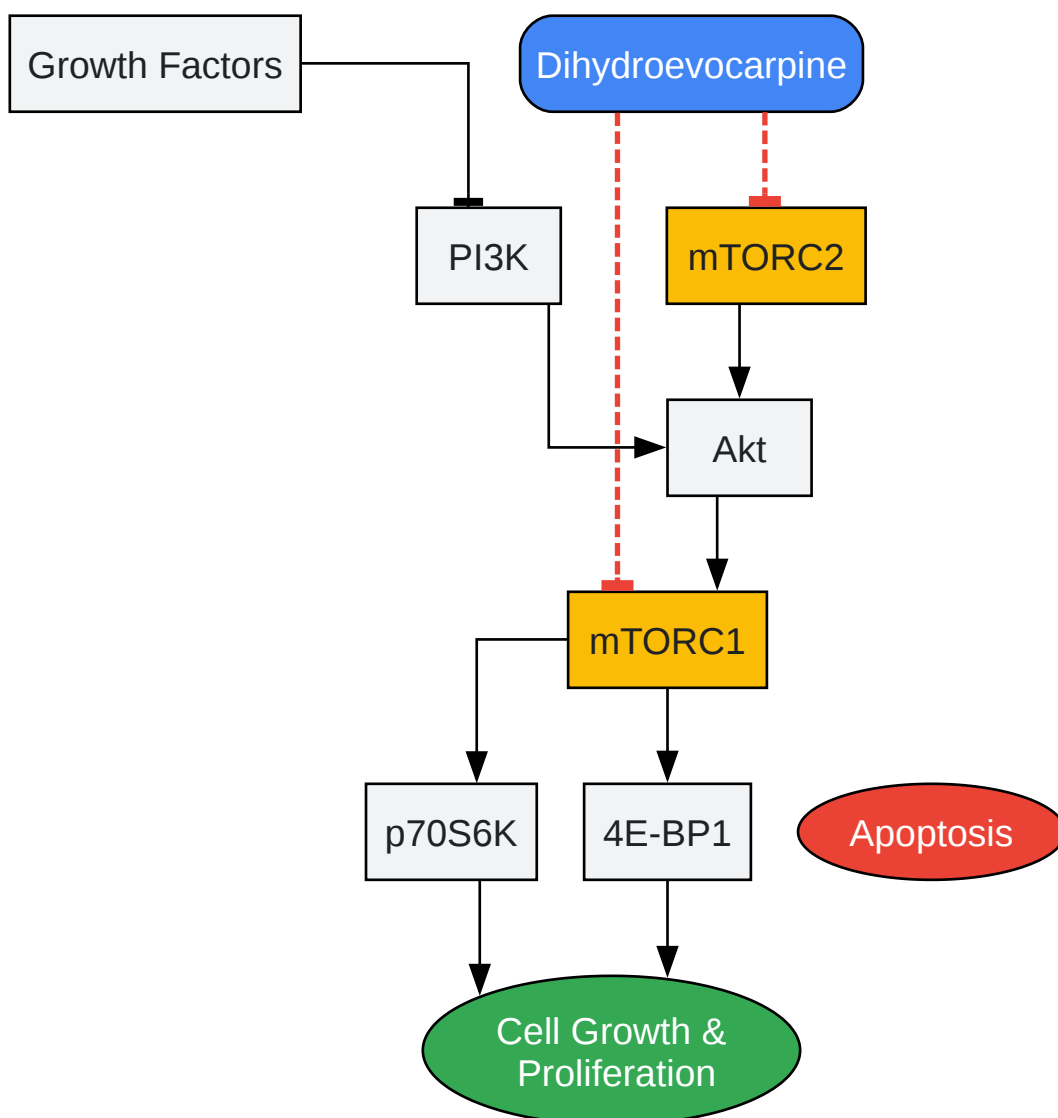 Growth Factors
Dihydroevocarpine
PI3K
mTORC2
Akt
mTORC1
p70S6K
4E-BP1
Apoptosis
Cell Growth &
Proliferation